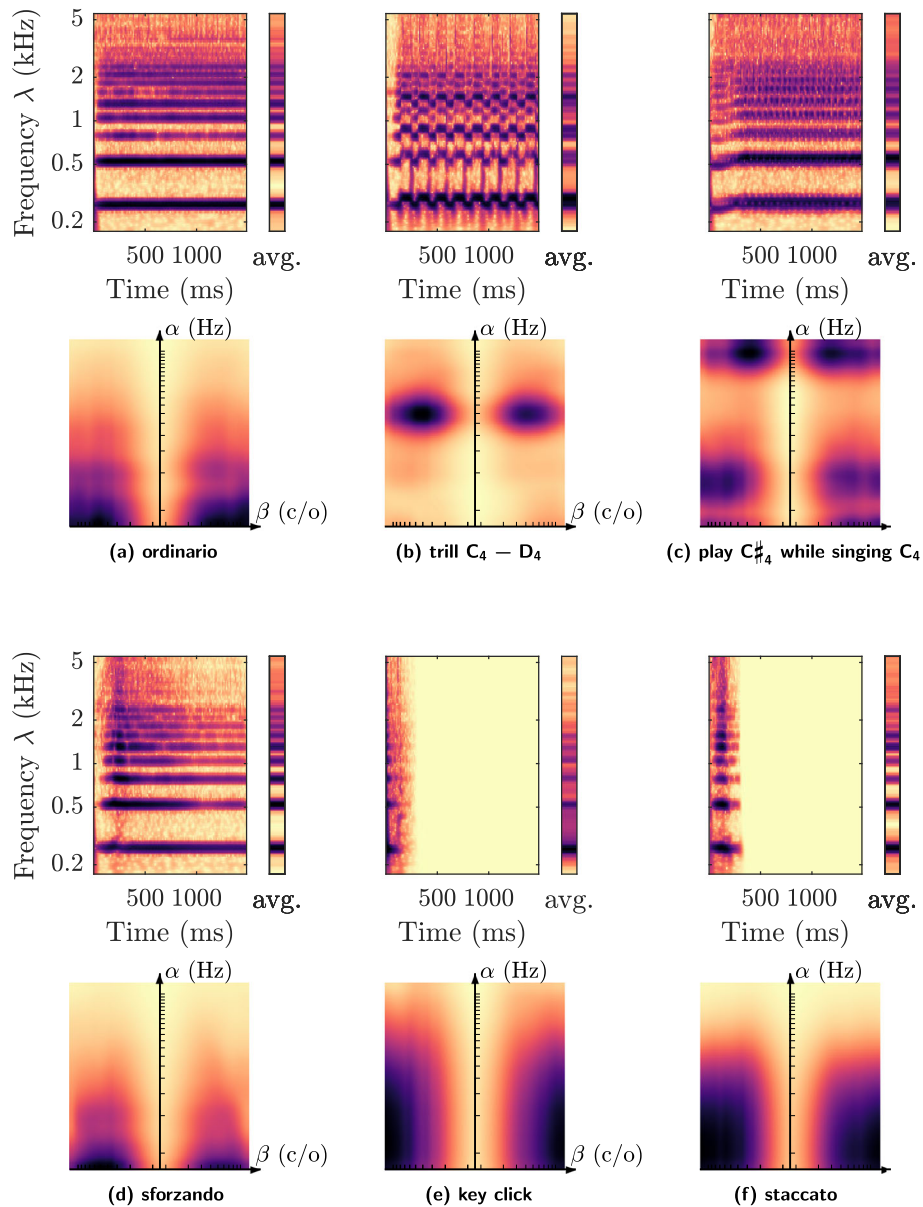 Frequency λ (kHz)
5
2
1
0.5
0.2
500 1000 avg.
Time (ms)
500 1000 avg.
Time (ms)
500 1000 avg.
Time (ms)
α (Hz)
α (Hz)
α (Hz)
β (c/o)
β (c/o)
(a) ordinario
(b) trill C₄ — D₄
(c) play C♯₄ while singing C₄
Frequency λ (kHz)
5
2
1
0.5
0.2
500 1000 avg.
Time (ms)
500 1000 avg.
Time (ms)
500 1000 avg.
Time (ms)
α (Hz)
α (Hz)
α (Hz)
β (c/o)
β (c/o)
(d) sforzando
(e) key click
(f) staccato